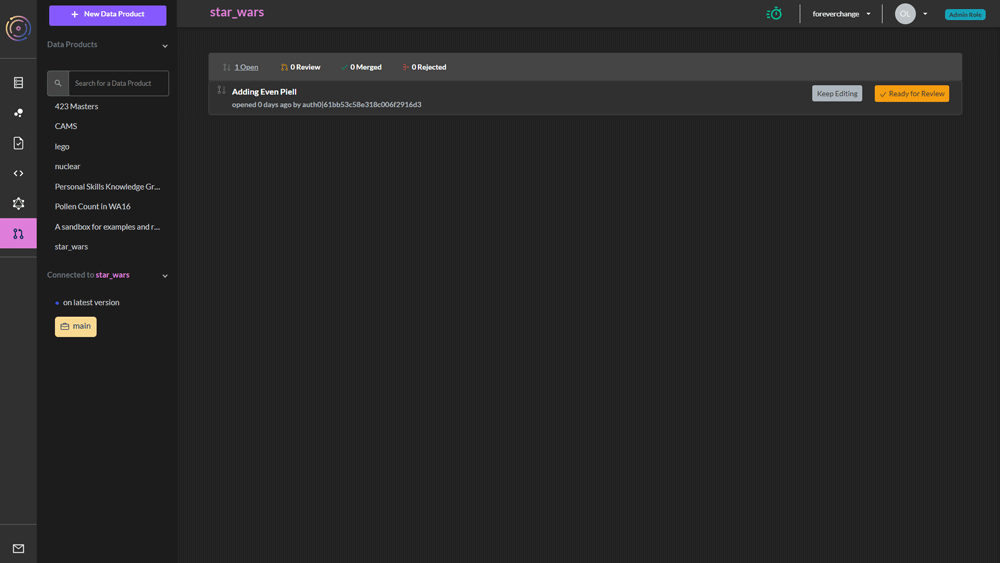 New Data Product
star_wars
foreverchange
OL
Admin Role
Data Products
Search for a Data Product
423 Masters
CAMS
lego
nuclear
Personal Skills Knowledge Gr...
Pollen Count in WA16
A sandbox for examples and r...
star_wars
Connected to star_wars
on latest version
main
1 Open
0 Review
0 Merged
0 Rejected
Adding Even Piell
opened 0 days ago by auth0|61bb53c58e318c006f2916d3
Keep Editing
Ready for Review